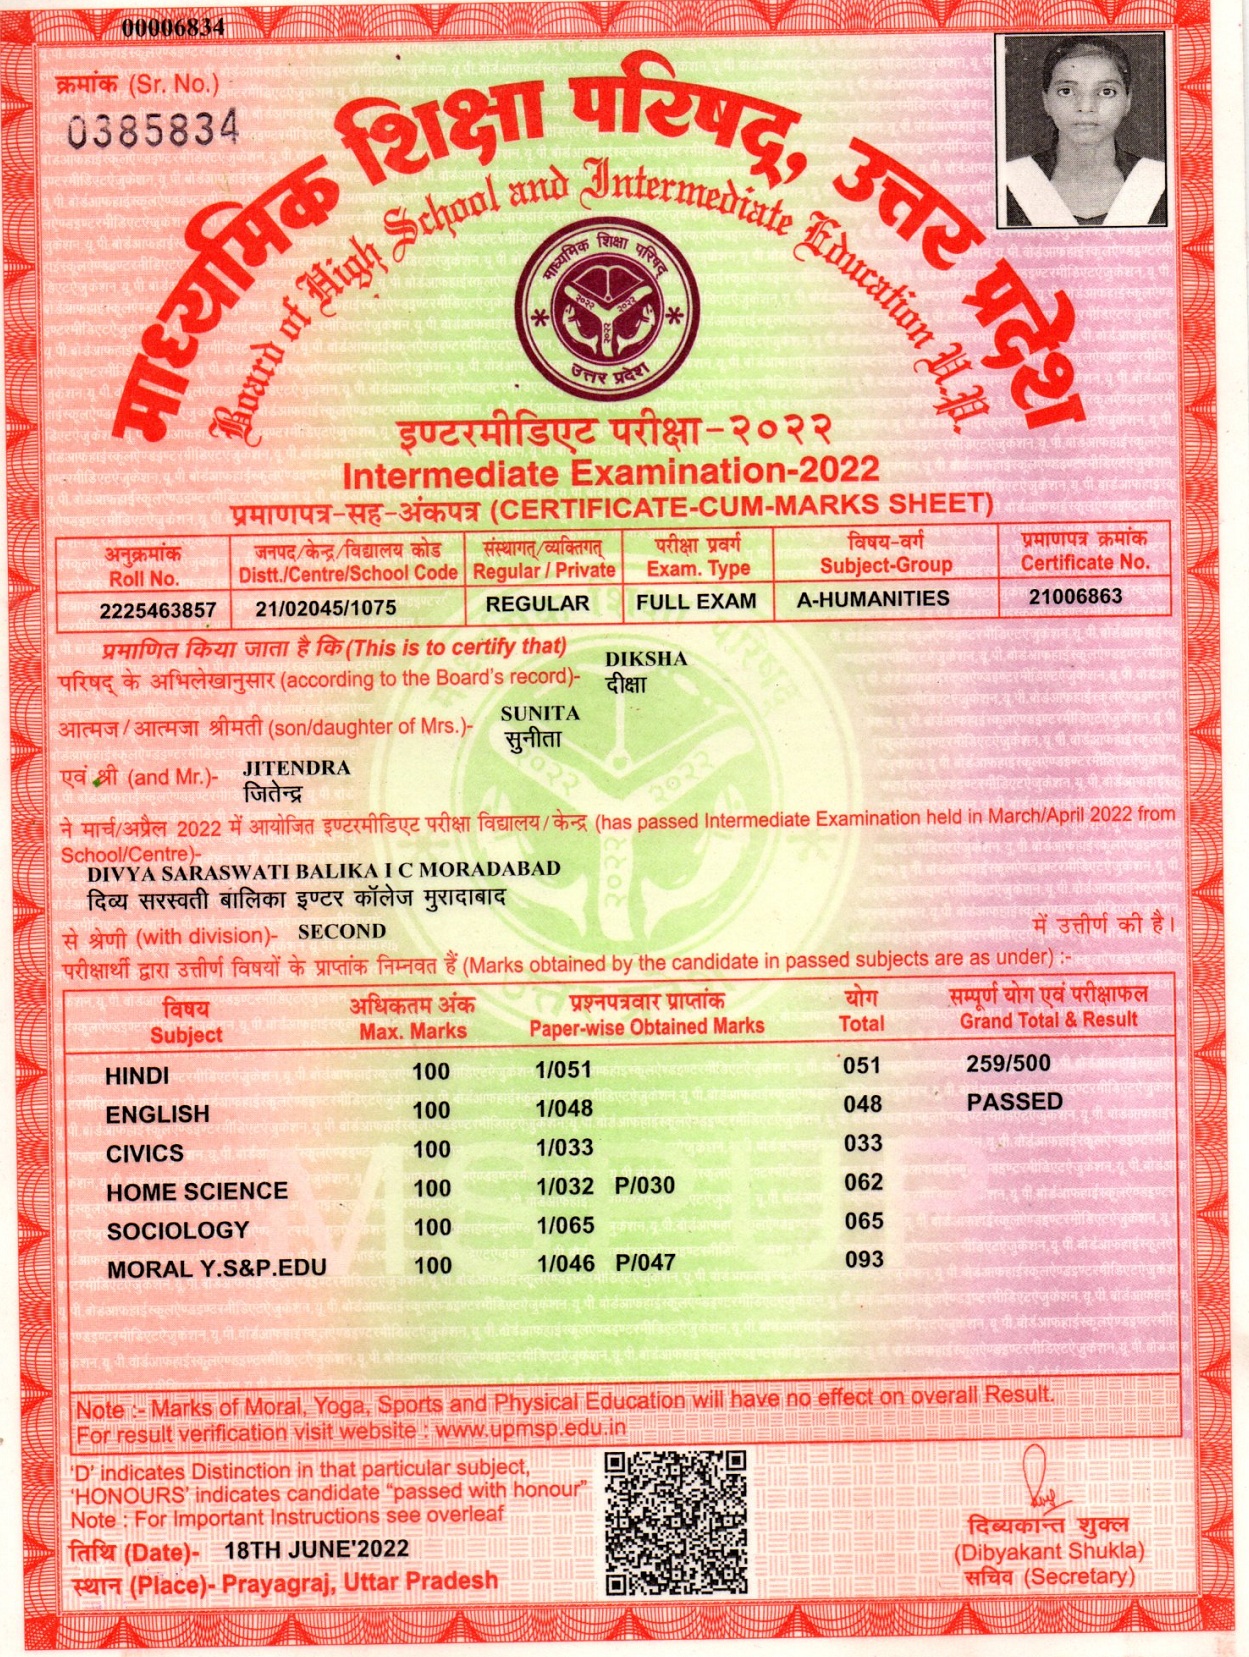 00006834
क्रमांक (Sr. No.)
0385834
माध्यमिक शिक्षा परिषद्, उत्तर प्रदेश
Board of High School and Intermediate Education U.P.
माध्यमिक शिक्षा परिषद
२०२२ २०२२
२०२२
उत्तर प्रदेश
इण्टरमीडिएट परीक्षा-२०२२
Intermediate Examination-2022
प्रमाणपत्र-सह-अंकपत्र (CERTIFICATE-CUM-MARKS SHEET)
अनुक्रमांक जनपद/केन्द्र/विद्यालय कोड संस्थागत/व्यक्तिगत परीक्षा प्रवर्ग विषय-वर्ग प्रमाणपत्र क्रमांक
Roll No. Distt./Centre/School Code Regular / Private Exam. Type Subject-Group Certificate No.
2225463857 21/02045/1075 REGULAR FULL EXAM A-HUMANITIES 21006863
प्रमाणित किया जाता है कि (This is to certify that)
परिषद् के अभिलेखानुसार (according to the Board's record)- DIKSHA
दीक्षा
आत्मज/आत्मजा श्रीमती (son/daughter of Mrs.)- SUNITA
सुनीता
एवं श्री (and Mr.)- JITENDRA
जितेन्द्र
ने मार्च/अप्रैल 2022 में आयोजित इण्टरमीडिएट परीक्षा विद्यालय/केन्द्र (has passed Intermediate Examination held in March/April 2022 from
School/Centre)-
DIVYA SARASWATI BALIKA I C MORADABAD
दिव्य सरस्वती बालिका इण्टर कॉलेज मुरादाबाद
से श्रेणी (with division)- SECOND में उत्तीर्ण की है।
परीक्षार्थी द्वारा उत्तीर्ण विषयों के प्राप्तांक निम्नवत हैं (Marks obtained by the candidate in passed subjects are as under) :-
विषय अधिकतम अंक प्रश्नपत्रवार प्राप्तांक योग सम्पूर्ण योग एवं परीक्षाफल
Subject Max. Marks Paper-wise Obtained Marks Total Grand Total & Result
HINDI 100 1/051 051 259/500
ENGLISH 100 1/048 048 PASSED
CIVICS 100 1/033 033
HOME SCIENCE 100 1/032 P/030 062
SOCIOLOGY 100 1/065 065
MORAL Y.S&P.EDU 100 1/046 P/047 093
Note :- Marks of Moral, Yoga, Sports and Physical Education will have no effect on overall Result.
For result verification visit website : www.upmsp.edu.in
'D' indicates Distinction in that particular subject,
'HONOURS' indicates candidate "passed with honour"
Note : For Important Instructions see overleaf
तिथि (Date)- 18TH JUNE'2022
स्थान (Place)- Prayagraj, Uttar Pradesh
दिव्यकान्त शुक्ल
(Dibyakant Shukla)
सचिव (Secretary)